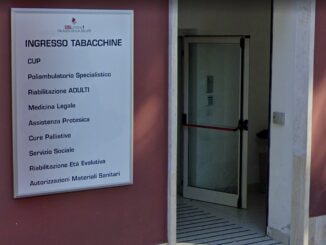 INGRESSO TABACCHINE
CUP
Poliambulatorio Specialistico
Riabilitazione ADULTI
Medicina Legale
Assistenza Protesica
Cure Palliative
Servizio Sociale
Riabilitazione Età Evolutiva
Autorizzazioni Materiali Sanitari